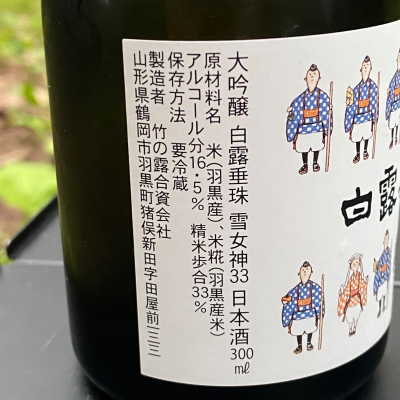 大吟醸 白露垂珠 雪女神33 日本酒 300㎖
原材料名 米(羽黒産)、米糀(羽黒産米)
アルコール分16・5% 精米歩合33%
保存方法 要冷蔵
製造者 竹の露合資会社
山形県鶴岡市羽黒町猪俣新田字田屋前一三三
白露